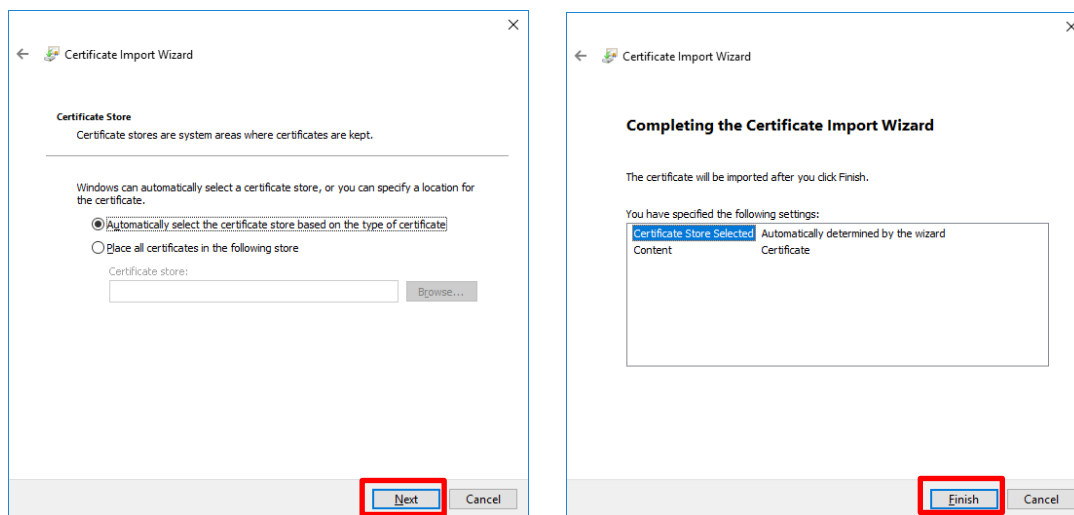 Certificate Import Wizard
Certificate Store
Certificate stores are system areas where certificates are kept.
Windows can automatically select a certificate store, or you can specify a location for
the certificate.
Automatically select the certificate store based on the type of certificate
Place all certificates in the following store
Certificate store:
Browse...
Next
Cancel
Certificate Import Wizard
Completing the Certificate Import Wizard
The certificate will be imported after you click Finish.
You have specified the following settings:
Certificate Store Selected Automatically determined by the wizard
Content Certificate
Finish
Cancel